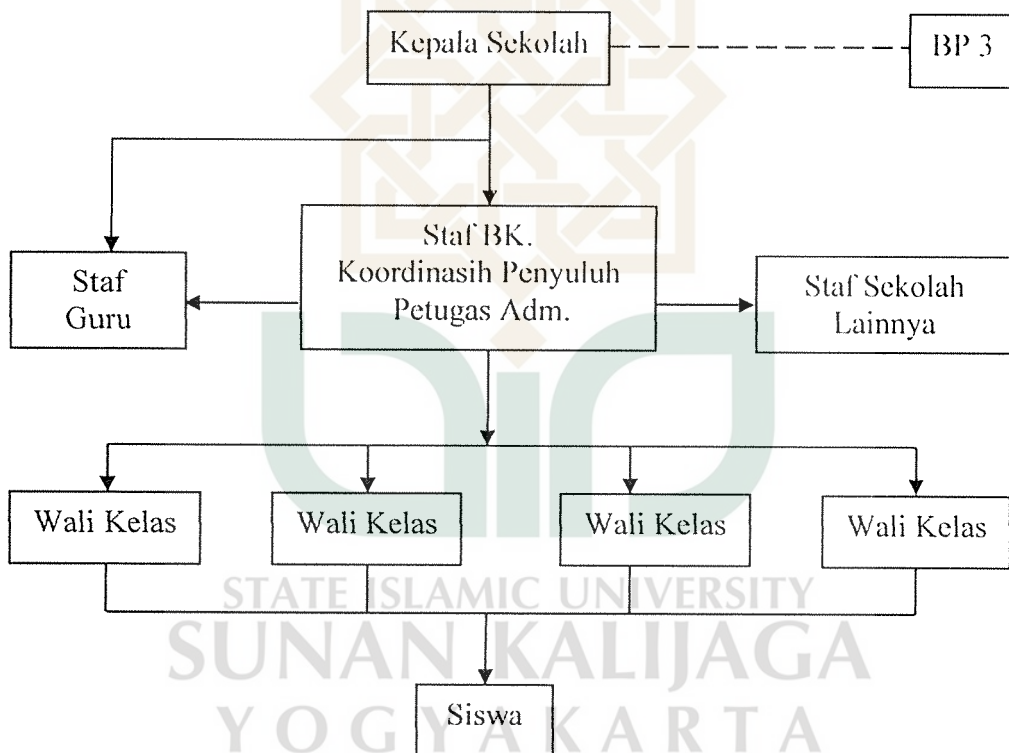 Kepala Sekolah
BP 3
Staf BK.
Koordinasih Penyuluh
Petugas Adm.
Staf
Guru
Staf Sekolah
Lainnya
Wali Kelas
Wali Kelas
Wali Kelas
Wali Kelas
STATE ISLAMIC UNIVERSITY
SUNAN KALIJAGA
YOGYAKARTA
Siswa